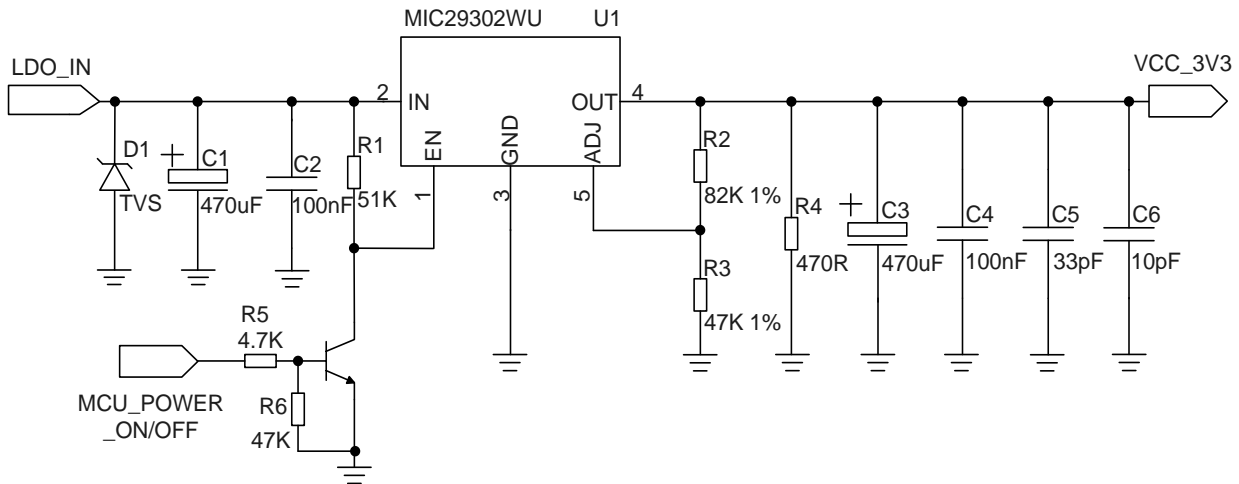 MIC29302WU U1
LDO_IN
VCC_3V3
2 IN
OUT 4
EN
GND
ADJ
1
3
5
D1
TVS
C1
470uF
C2
100nF
R1
51K
R2
82K 1%
R3
47K 1%
R4
470R
C3
470uF
C4
100nF
C5
33pF
C6
10pF
R5
4.7K
MCU_POWER
_ON/OFF
R6
47K